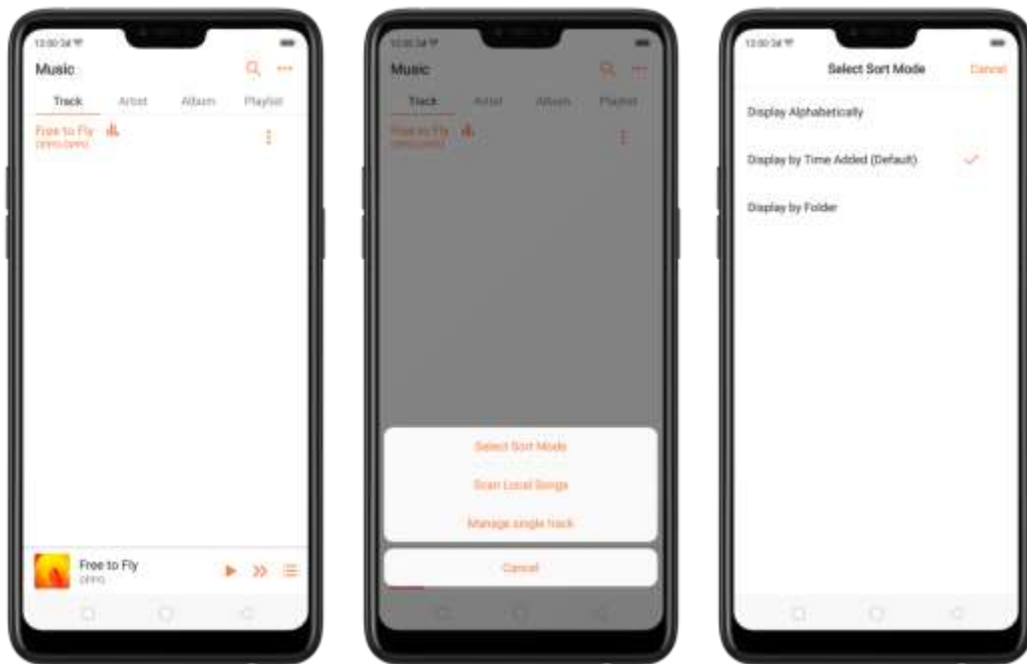 Music
Track Artist Album Playlist
Free to Fly
Free to Fly
OPPO
Music
Track Artist Album Playlist
Free to Fly
Select Sort Mode
Scan Local Songs
Manage single track
Cancel
Select Sort Mode Cancel
Display Alphabetically
Display by Time Added (Default)
Display by Folder